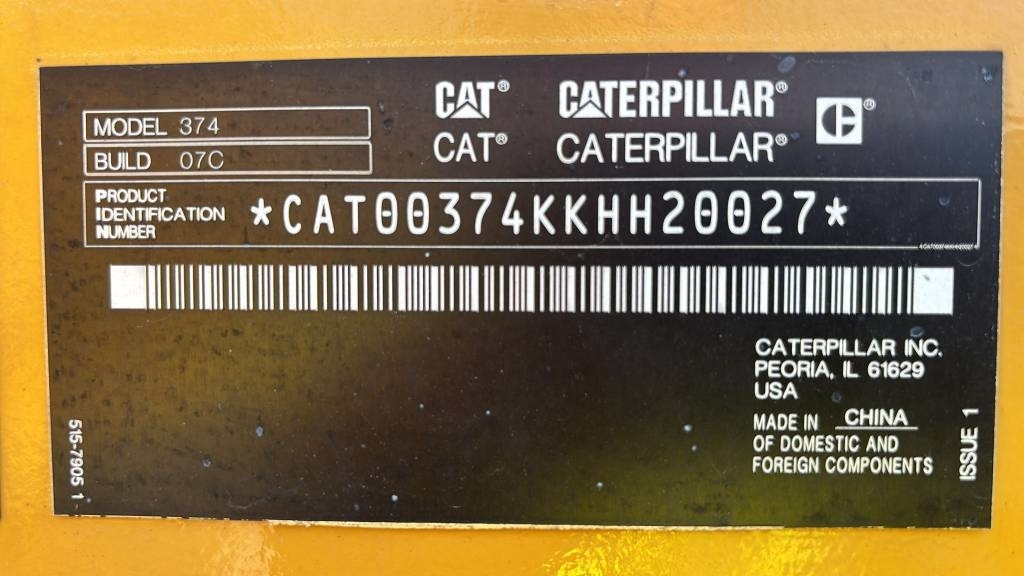 CAT® CATERPILLAR® C®
CAT® CATERPILLAR®
MODEL 374
BUILD 07C
PRODUCT
IDENTIFICATION
NUMBER
*CAT00374KKHH20027*
CATERPILLAR INC.
PEORIA, IL 61629
USA
MADE IN CHINA
OF DOMESTIC AND
FOREIGN COMPONENTS
515-7905 1
ISSUE 1